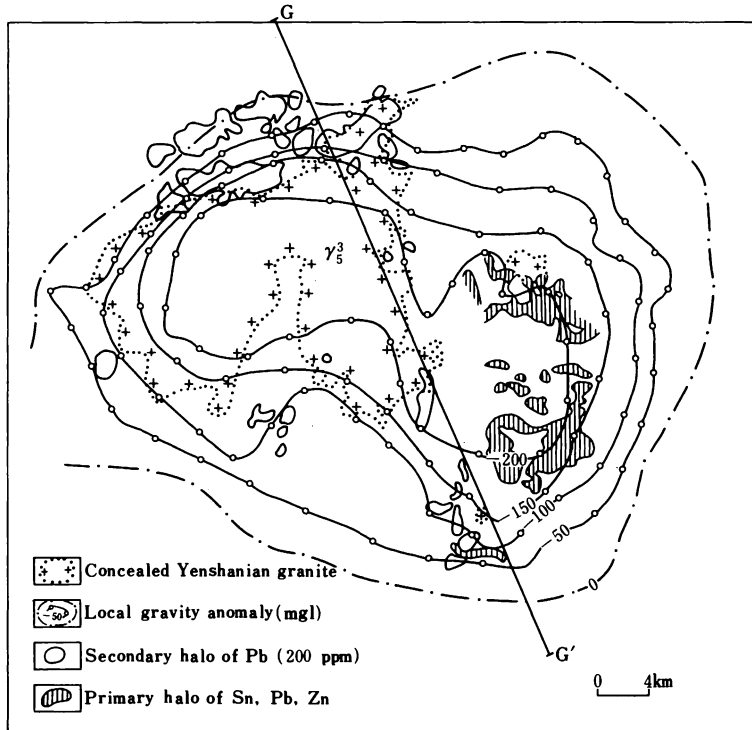 G
γ₅³
-200
-150
-100
-50
0
Concealed Yenshanian granite
-50
Local gravity anomaly (mgl)
Secondary halo of Pb (200 ppm)
Primary halo of Sn, Pb, Zn
G′
0 4km